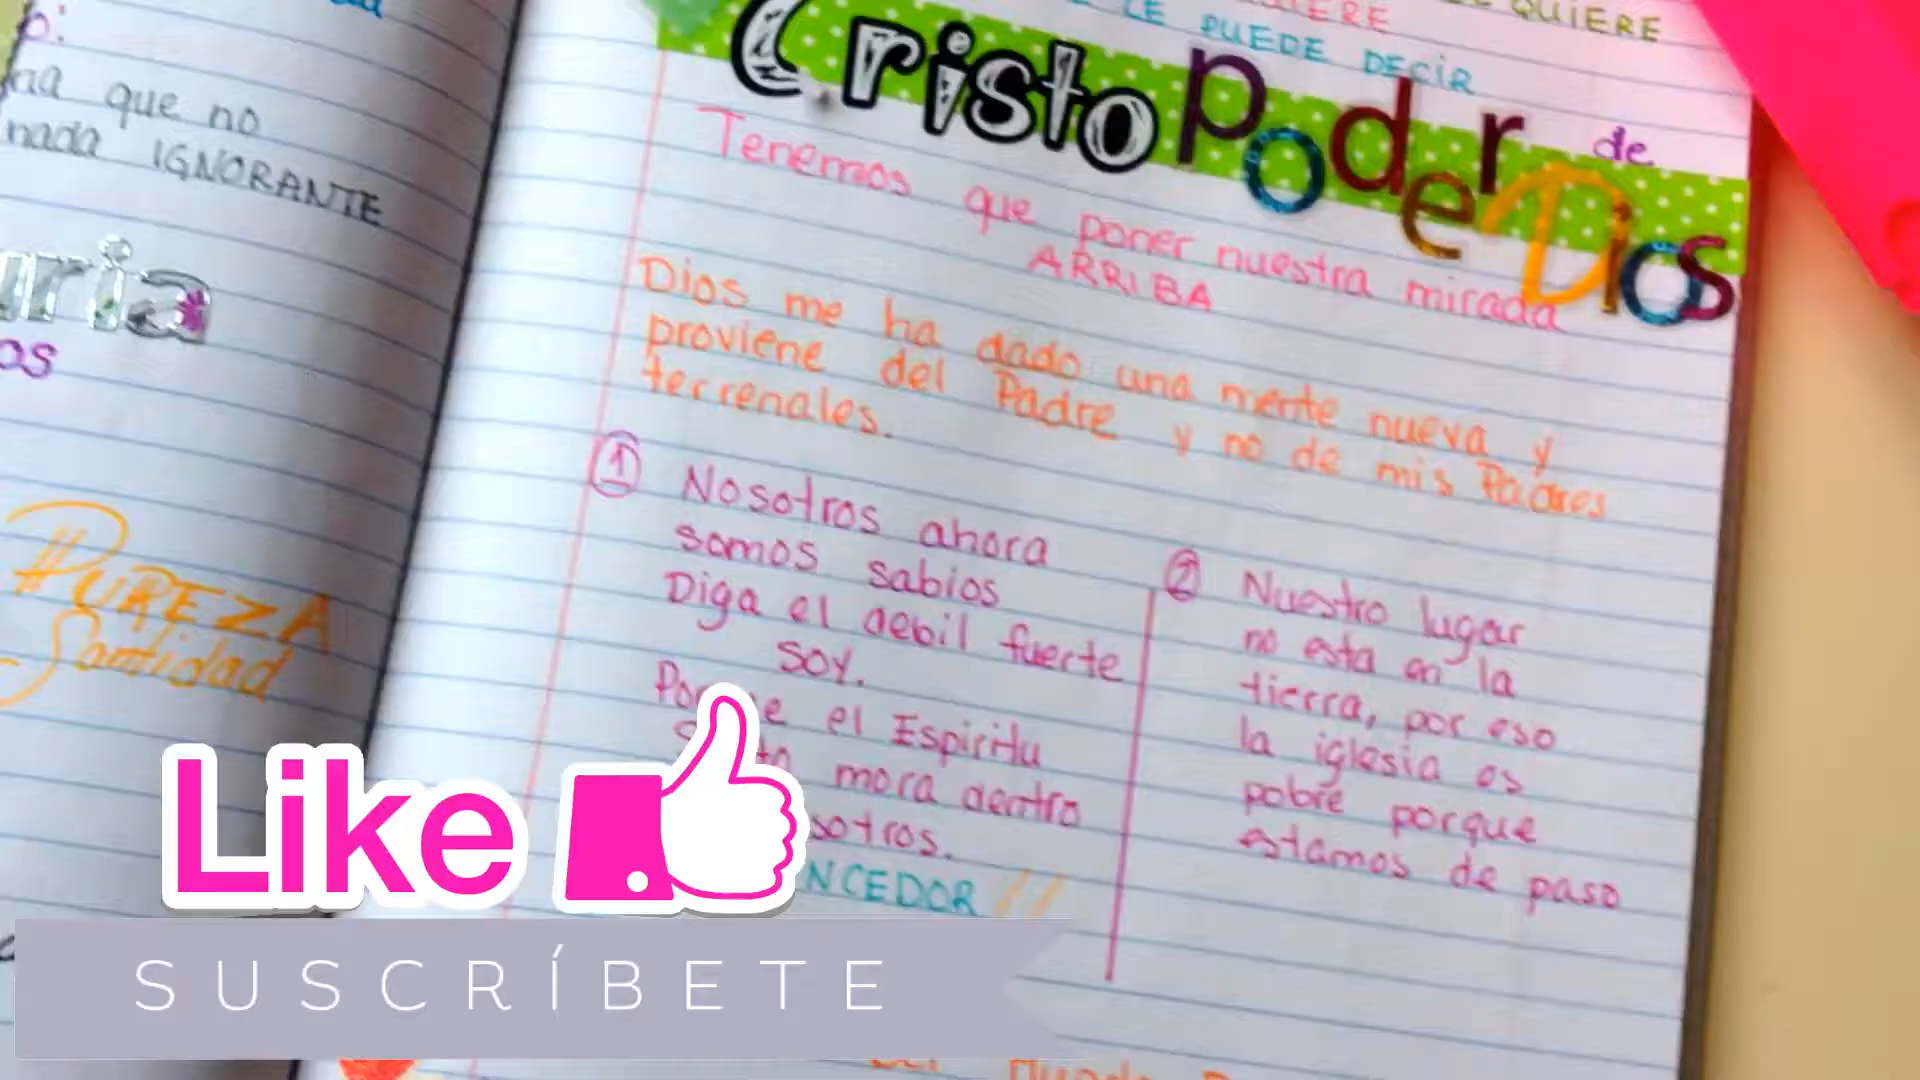 na que no
nada IGNORANTE
uria
os
PUREZA
Santidad
QUIERE
LE PUEDE DECIR
Cristo Poder de Dios
Tenemos que poner nuestra mirada
ARRIBA
Dios me ha dado una mente nueva y
proviene del Padre y no de mis Padres
terrenales.
① Nosotros ahora
somos sabios
Diga el debil fuerte
soy.
el Espiritu
mora dentro
sotros.
NCEDOR
② Nuestro lugar
no esta en la
tierra, por eso
la iglesia es
pobre porque
estamos de paso
Like
SUSCRÍBETE